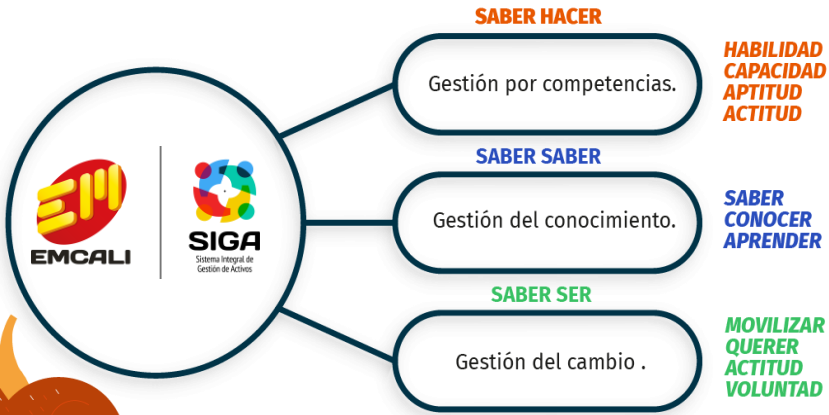 SABER HACER
Gestión por competencias.
HABILIDAD
CAPACIDAD
APTITUD
ACTITUD
EM
EMCALI
SIGA
Sistema Integral de
Gestión de Activos
SABER SABER
Gestión del conocimiento.
SABER
CONOCER
APRENDER
SABER SER
Gestión del cambio .
MOVILIZAR
QUERER
ACTITUD
VOLUNTAD